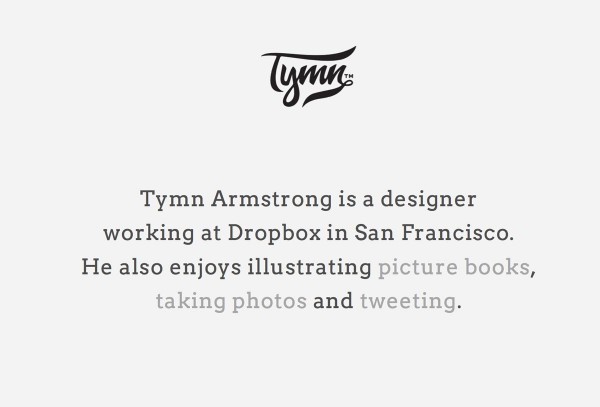 Tymn™
Tymn Armstrong is a designer
working at Dropbox in San Francisco.
He also enjoys illustrating picture books,
taking photos and tweeting.